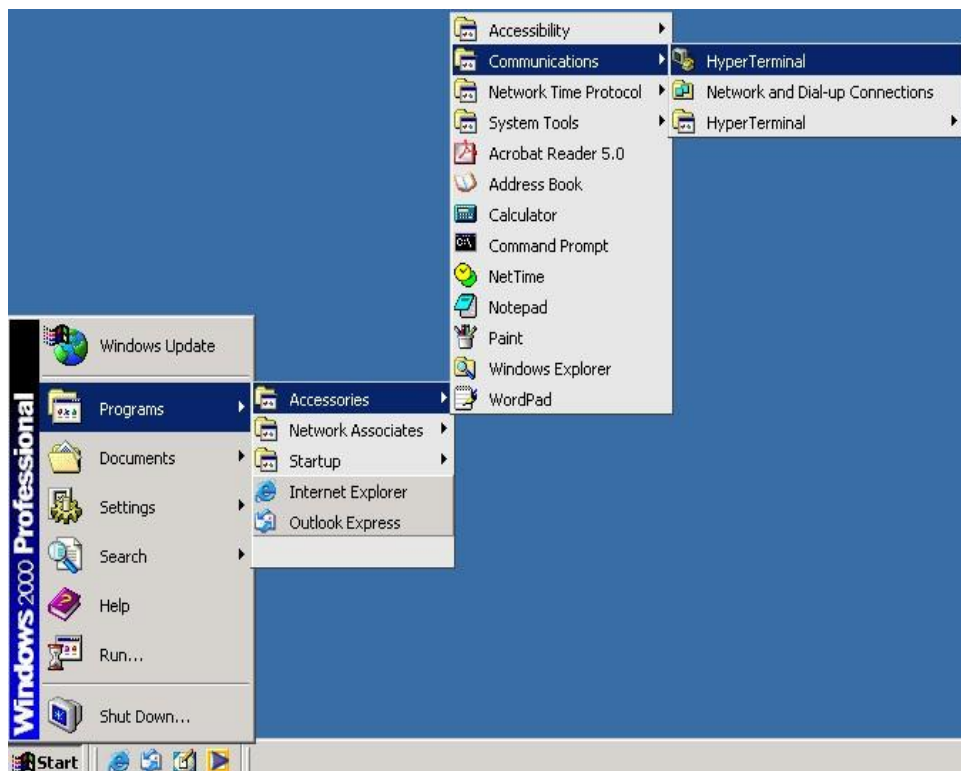 Accessibility
Communications
Network Time Protocol
System Tools
Acrobat Reader 5.0
Address Book
Calculator
Command Prompt
NetTime
Notepad
Paint
Windows Explorer
WordPad
HyperTerminal
Network and Dial-up Connections
HyperTerminal
Windows Update
Programs
Documents
Settings
Search
Help
Run...
Shut Down...
Accessories
Network Associates
Startup
Internet Explorer
Outlook Express
Windows 2000 Professional
Start